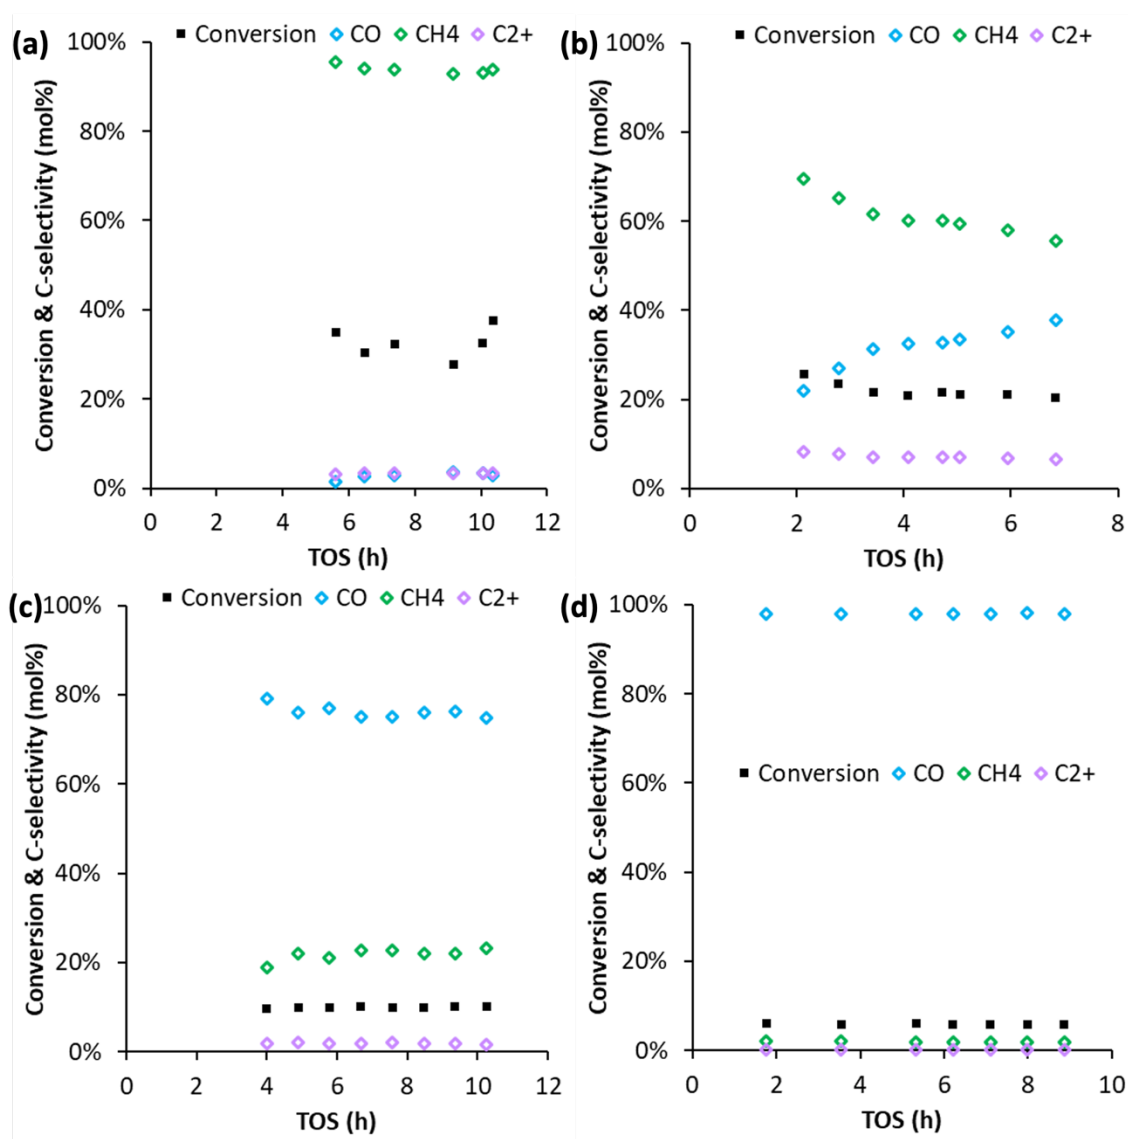 (a)
Conversion CO CH4 C2+
100%
80%
60%
40%
20%
0%
Conversion & C-selectivity (mol%)
0 2 4 6 8 10 12
TOS (h)
(b)
Conversion CO CH4 C2+
100%
80%
60%
40%
20%
0%
Conversion & C-selectivity (mol%)
0 2 4 6 8
TOS (h)
(c)
Conversion CO CH4 C2+
100%
80%
60%
40%
20%
0%
Conversion & C-selectivity (mol%)
0 2 4 6 8 10 12
TOS (h)
(d)
100%
80%
60%
Conversion CO CH4 C2+
40%
20%
0%
Conversion & C-selectivity (mol%)
0 2 4 6 8 10
TOS (h)